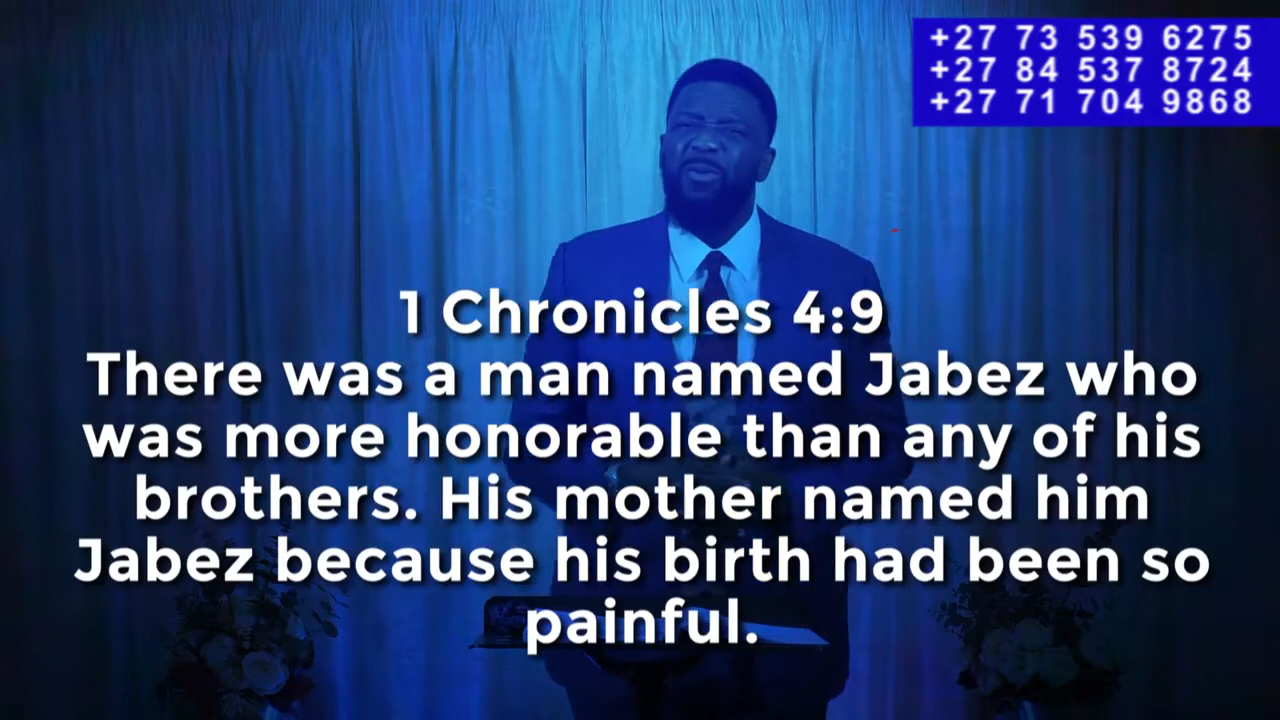 +27 73 539 6275
+27 84 537 8724
+27 71 704 9868
1 Chronicles 4:9
There was a man named Jabez who
was more honorable than any of his
brothers. His mother named him
Jabez because his birth had been so
painful.